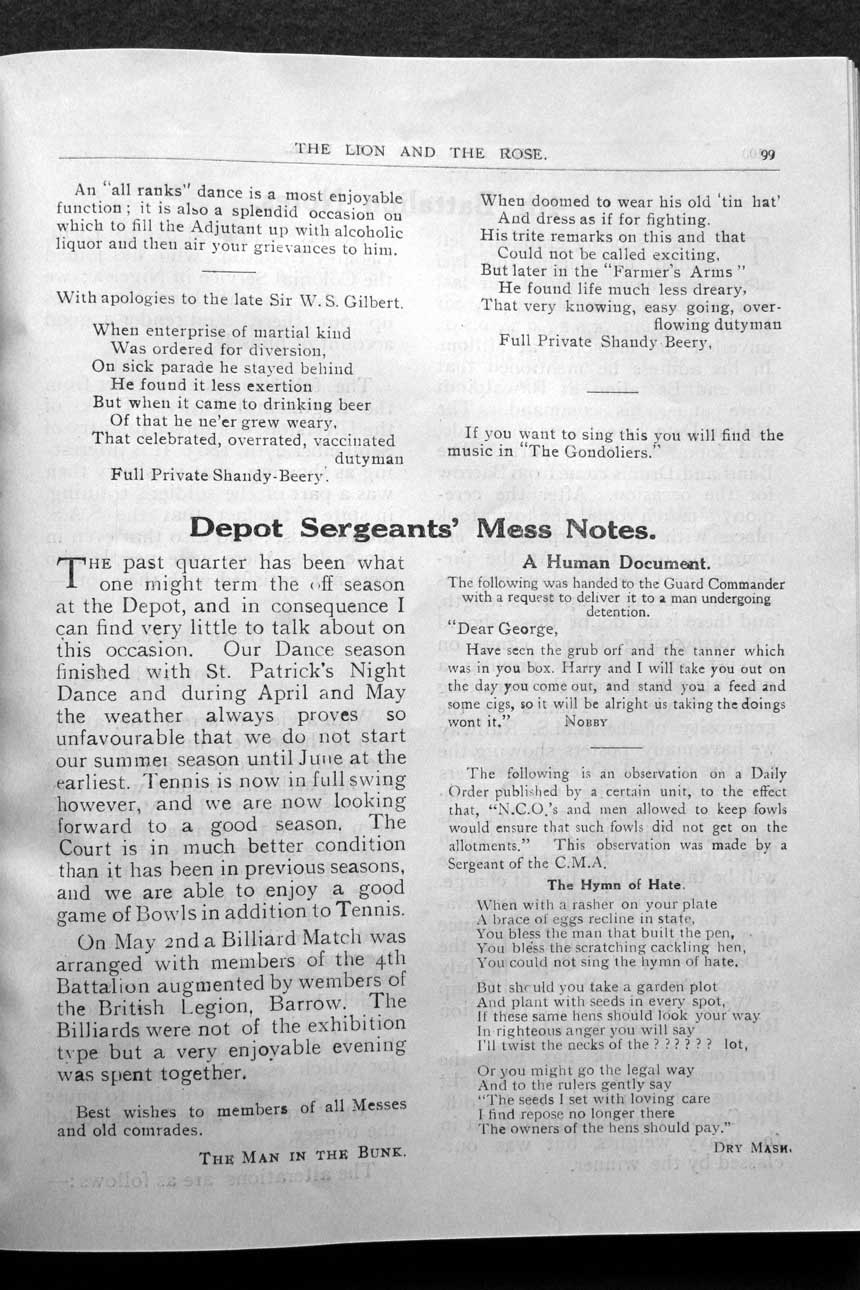 THE LION AND THE ROSE.
99
An "all ranks" dance is a most enjoyable
function ; it is also a splendid occasion on
which to fill the Adjutant up with alcoholic
liquor and then air your grievances to him.
With apologies to the late Sir W. S. Gilbert.
When enterprise of martial kind
Was ordered for diversion,
On sick parade he stayed behind
He found it less exertion
But when it came to drinking beer
Of that he ne'er grew weary,
That celebrated, overrated, vaccinated
dutyman
Full Private Shandy-Beery.
When doomed to wear his old 'tin hat'
And dress as if for fighting.
His trite remarks on this and that
Could not be called exciting,
But later in the "Farmer's Arms "
He found life much less dreary,
That very knowing, easy going, over-
flowing dutyman
Full Private Shandy Beery,
If you want to sing this you will find the
music in "The Gondoliers."
Depot Sergeants' Mess Notes.
THE past quarter has been what
one might term the off season
at the Depot, and in consequence I
can find very little to talk about on
this occasion. Our Dance season
finished with St. Patrick's Night
Dance and during April and May
the weather always proves so
unfavourable that we do not start
our summer season until June at the
earliest. Tennis is now in full swing
however, and we are now looking
forward to a good season. The
Court is in much better condition
than it has been in previous seasons,
and we are able to enjoy a good
game of Bowls in addition to Tennis.
On May 2nd a Billiard Match was
arranged with members of the 4th
Battalion augmented by wembers of
the British Legion, Barrow. The
Billiards were not of the exhibition
type but a very enjoyable evening
was spent together.
Best wishes to members of all Messes
and old comrades.
THE MAN IN THE BUNK.
A Human Document.
The following was handed to the Guard Commander
with a request to deliver it to a man undergoing
detention.
"Dear George,
Have seen the grub orf and the tanner which
was in you box. Harry and I will take you out on
the day you come out, and stand you a feed and
some cigs, so it will be alright us taking the doings
wont it." NOBBY
The following is an observation on a Daily
Order published by a certain unit, to the effect
that, "N.C.O.'s and men allowed to keep fowls
would ensure that such fowls did not get on the
allotments." This observation was made by a
Sergeant of the C.M.A.
The Hymn of Hate.
When with a rasher on your plate
A brace of eggs recline in state,
You bless the man that built the pen,
You bless the scratching cackling hen,
You could not sing the hymn of hate.
But should you take a garden plot
And plant with seeds in every spot,
If these same hens should look your way
In righteous anger you will say
I'll twist the necks of the ? ? ? ? ? ? lot,
Or you might go the legal way
And to the rulers gently say
"The seeds I set with loving care
I find repose no longer there
The owners of the hens should pay."
DRY MASH.